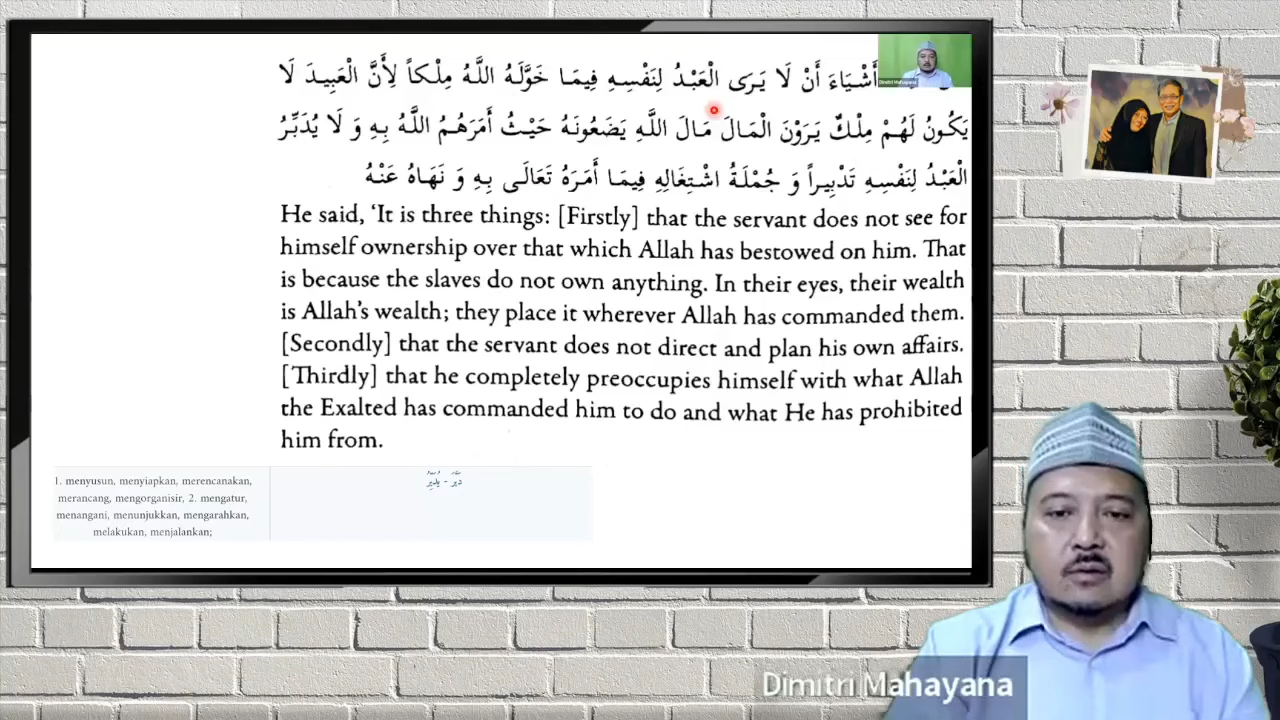 أَشْيَاءَ أَنْ لَا يَرَى الْعَبْدُ لِنَفْسِهِ فِيمَا خَوَّلَهُ اللَّهُ مِلْكاً لِأَنَّ الْعَبِيدَ لَا
يَكُونُ لَهُمْ مِلْكٌ يَرَوْنَ الْمَالَ مَالَ اللَّهِ يَضَعُونَهُ حَيْثُ أَمَرَهُمُ اللَّهُ بِهِ وَ لَا يُدَبِّرُ
الْعَبْدُ لِنَفْسِهِ تَدْبِيراً وَ جُمْلَةُ اشْتِغَالِهِ فِيمَا أَمَرَهُ تَعَالَى بِهِ وَ نَهَاهُ عَنْهُ
He said, ‘It is three things: [Firstly] that the servant does not see for
himself ownership over that which Allah has bestowed on him. That
is because the slaves do not own anything. In their eyes, their wealth
is Allah’s wealth; they place it wherever Allah has commanded them.
[Secondly] that the servant does not direct and plan his own affairs.
[Thirdly] that he completely preoccupies himself with what Allah
the Exalted has commanded him to do and what He has prohibited
him from.
1. menyusun, menyiapkan, merencanakan,
merancang, mengorganisir, 2. mengatur,
menangani, menunjukkan, mengarahkan,
melakukan, menjalankan;
دَبَّرَ - يُدَبِّرُ
Dimitri Mahayana
Dimitri Mahayana